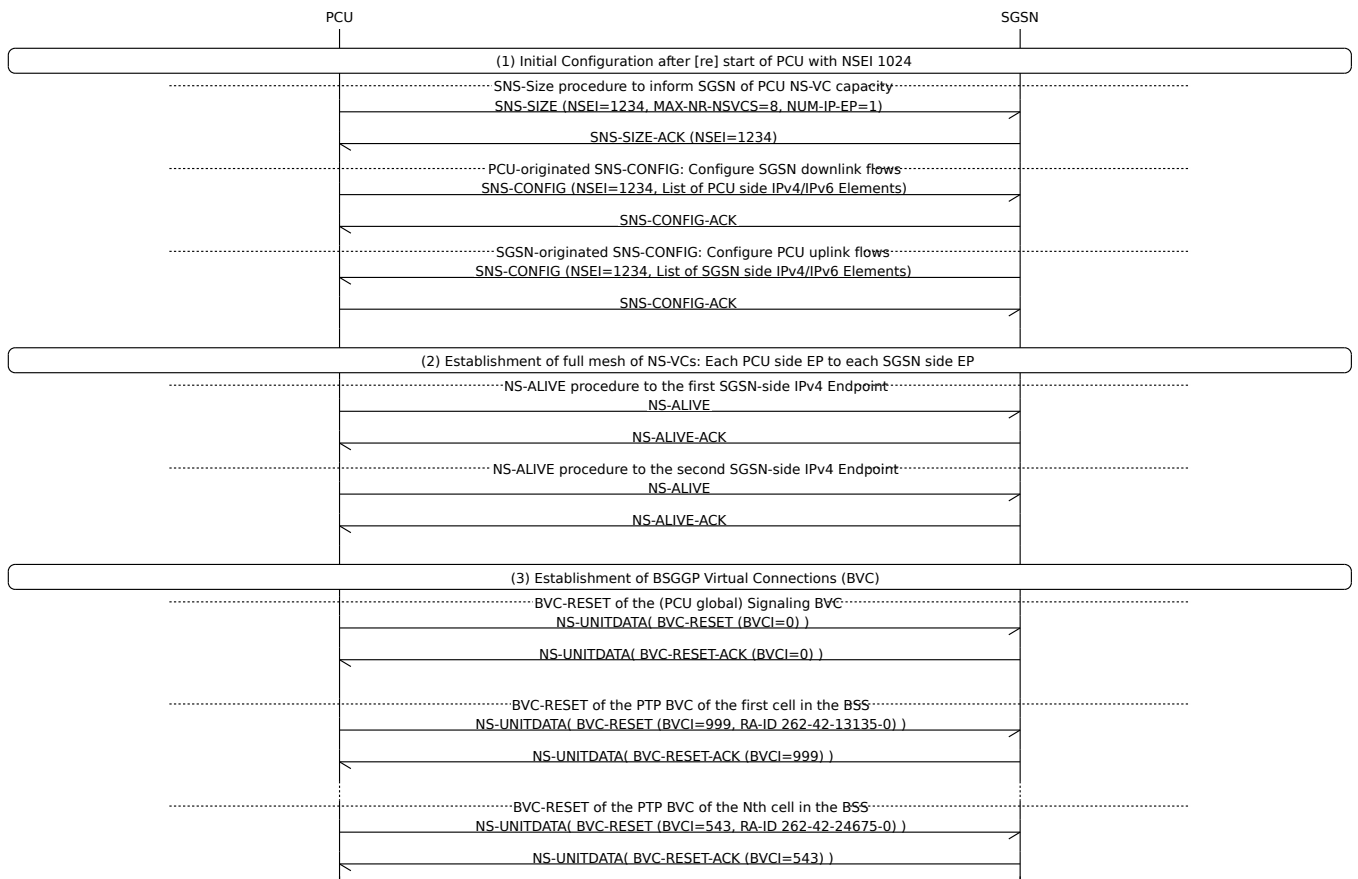 PCU SGSN
(1) Initial Configuration after [re] start of PCU with NSEI 1024
SNS-Size procedure to inform SGSN of PCU NS-VC capacity
SNS-SIZE (NSEI=1234, MAX-NR-NSVCS=8, NUM-IP-EP=1)
SNS-SIZE-ACK (NSEI=1234)
PCU-originated SNS-CONFIG: Configure SGSN downlink flows
SNS-CONFIG (NSEI=1234, List of PCU side IPv4/IPv6 Elements)
SNS-CONFIG-ACK
SGSN-originated SNS-CONFIG: Configure PCU uplink flows
SNS-CONFIG (NSEI=1234, List of SGSN side IPv4/IPv6 Elements)
SNS-CONFIG-ACK
(2) Establishment of full mesh of NS-VCs: Each PCU side EP to each SGSN side EP
NS-ALIVE procedure to the first SGSN-side IPv4 Endpoint
NS-ALIVE
NS-ALIVE-ACK
NS-ALIVE procedure to the second SGSN-side IPv4 Endpoint
NS-ALIVE
NS-ALIVE-ACK
(3) Establishment of BSGGP Virtual Connections (BVC)
BVC-RESET of the (PCU global) Signaling BVC
NS-UNITDATA( BVC-RESET (BVCI=0) )
NS-UNITDATA( BVC-RESET-ACK (BVCI=0) )
BVC-RESET of the PTP BVC of the first cell in the BSS
NS-UNITDATA( BVC-RESET (BVCI=999, RA-ID 262-42-13135-0) )
NS-UNITDATA( BVC-RESET-ACK (BVCI=999) )
BVC-RESET of the PTP BVC of the Nth cell in the BSS
NS-UNITDATA( BVC-RESET (BVCI=543, RA-ID 262-42-24675-0) )
NS-UNITDATA( BVC-RESET-ACK (BVCI=543) )